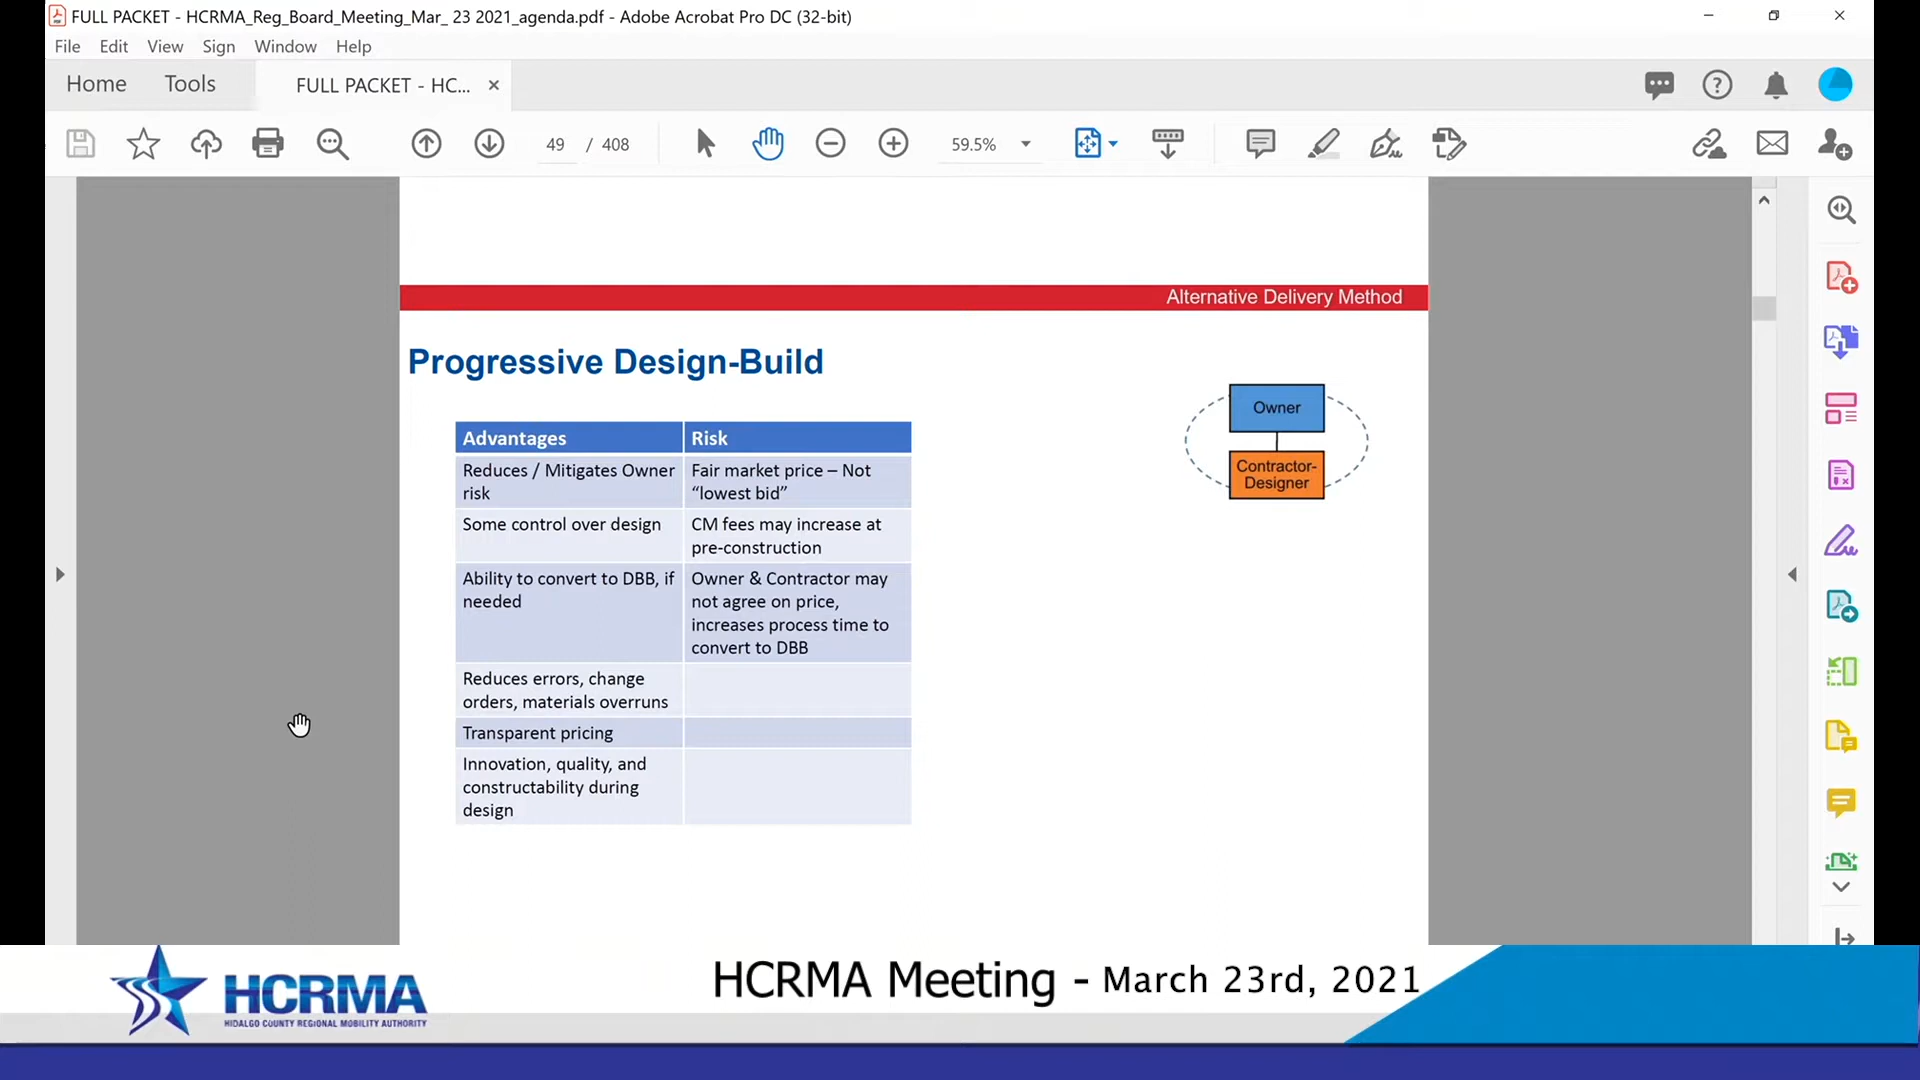 FULL PACKET - HCRMA_Reg_Board_Meeting_Mar_ 23 2021_agenda.pdf - Adobe Acrobat Pro DC (32-bit)
File Edit View Sign Window Help
Home Tools FULL PACKET - HC...
49 / 408 59.5%
Alternative Delivery Method
Progressive Design-Build
Owner
Contractor-
Designer
Advantages Risk
Reduces / Mitigates Owner
risk
Fair market price – Not
“lowest bid”
Some control over design
CM fees may increase at
pre-construction
Ability to convert to DBB, if
needed
Owner & Contractor may
not agree on price,
increases process time to
convert to DBB
Reduces errors, change
orders, materials overruns
Transparent pricing
Innovation, quality, and
constructability during
design
HCRMA
HIDALGO COUNTY REGIONAL MOBILITY AUTHORITY
HCRMA Meeting - March 23rd, 2021